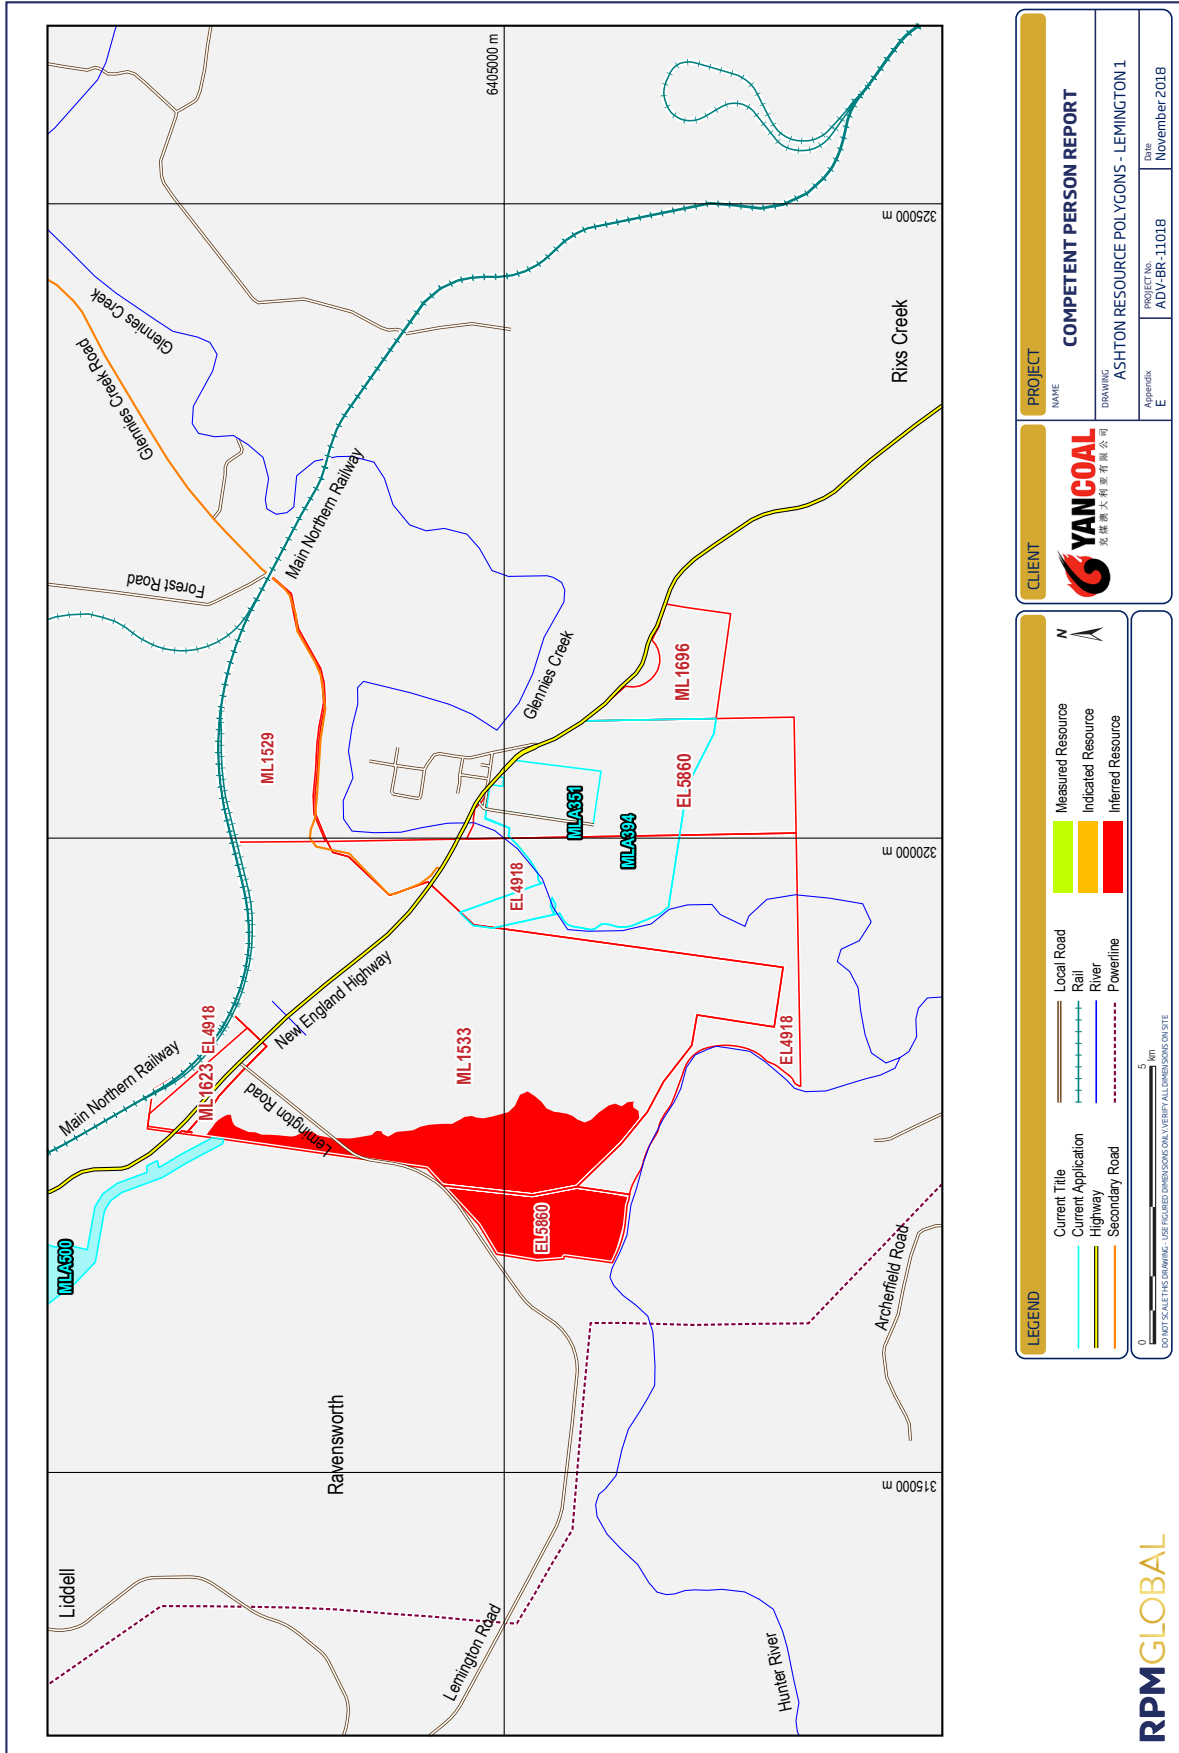 Liddell
Ravensworth
MLA500
Main Northern Railway
ML1623
EL4918
New England Highway
Lemington Road
ML1533
EL5860
Lemington Road
Hunter River
Archerfield Road
EL4918
EL4918
MLA351
MLA394
EL5860
ML1696
ML1529
Forest Road
Main Northern Railway
Glennies Creek Road
Glennies Creek
Glennies Creek
Rixs Creek
6405000 m
315000 m
320000 m
325000 m
LEGEND
Current Title
Current Application
Highway
Secondary Road
Local Road
Rail
River
Powerline
Measured Resource
Indicated Resource
Inferred Resource
N
0
5
km
DO NOT SCALE THIS DRAWING - USE FIGURED DIMENSIONS ONLY. VERIFY ALL DIMENSIONS ON SITE
CLIENT
YANCOAL
兖煤澳大利亚有限公司
PROJECT
NAME
COMPETENT PERSON REPORT
DRAWING
ASHTON RESOURCE POLYGONS - LEMINGTON 1
Appendix
E
PROJECT No.
ADV-BR-11018
Date
November 2018
RPMGLOBAL